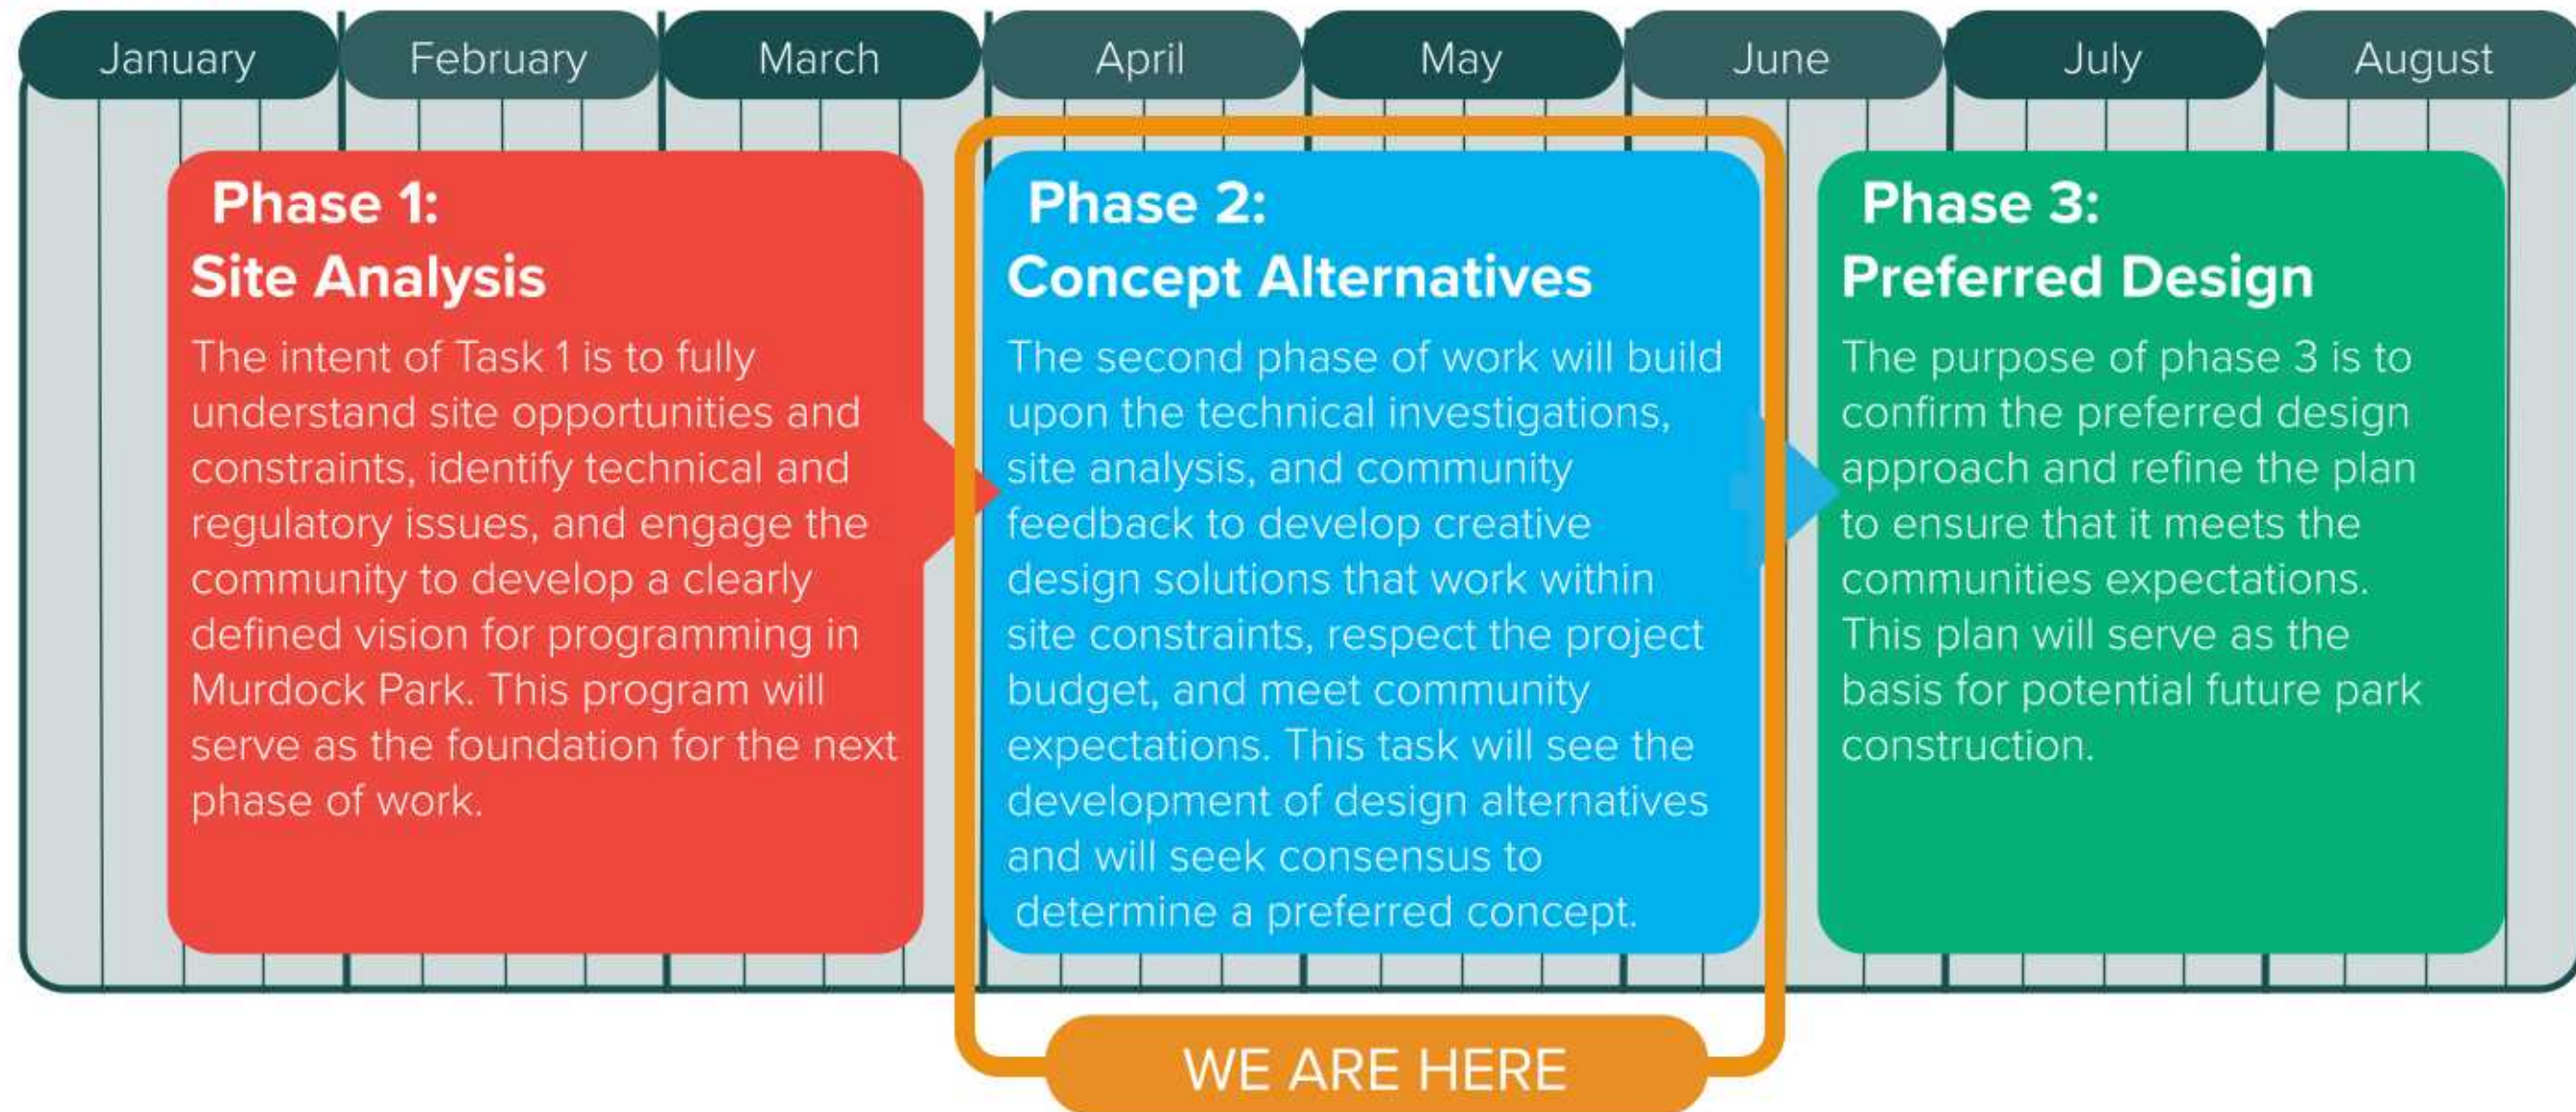 January
February
March
April
May
June
July
August
Phase 1:
Site Analysis
The intent of Task 1 is to fully
understand site opportunities and
constraints, identify technical and
regulatory issues, and engage the
community to develop a clearly
defined vision for programming in
Murdock Park. This program will
serve as the foundation for the next
phase of work.
Phase 2:
Concept Alternatives
The second phase of work will build
upon the technical investigations,
site analysis, and community
feedback to develop creative
design solutions that work within
site constraints, respect the project
budget, and meet community
expectations. This task will see the
development of design alternatives
and will seek consensus to
determine a preferred concept.
Phase 3:
Preferred Design
The purpose of phase 3 is to
confirm the preferred design
approach and refine the plan
to ensure that it meets the
communities expectations.
This plan will serve as the
basis for potential future park
construction.
WE ARE HERE